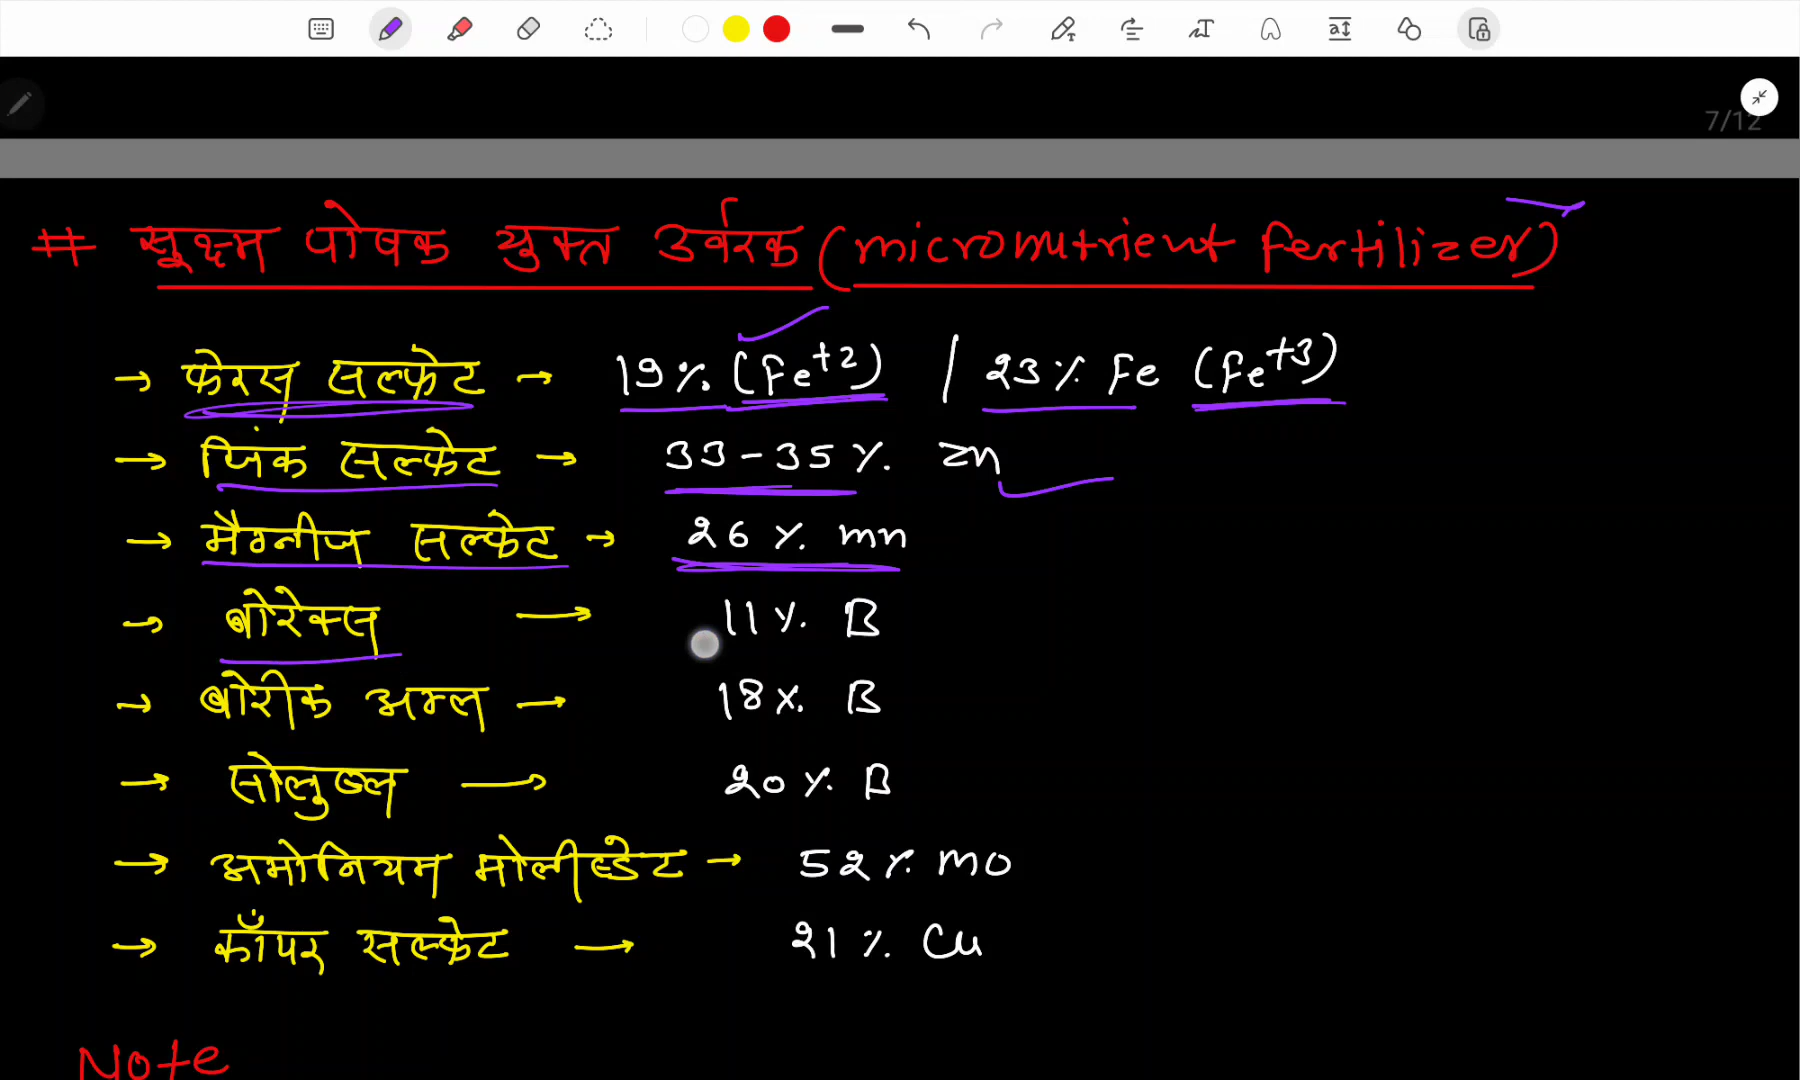 7/12
# सूक्ष्म पोषक युक्त उर्वरक (micronutrient fertilizer)
→ फेरस सल्फेट → 19% (Fe+2) / 23% Fe (Fe+3)
→ जिंक सल्फेट → 33-35%. zn
→ मैग्नीज सल्फेट → 26 %. mn
→ बोरेक्स → 11%. B
→ बोरीक अम्ल → 18%. B
→ सोलुब्ल → 20%. B
→ अमोनियम मोलीब्डेट → 52%. mo
→ कॉपर सल्फेट → 21 %. Cu
Note